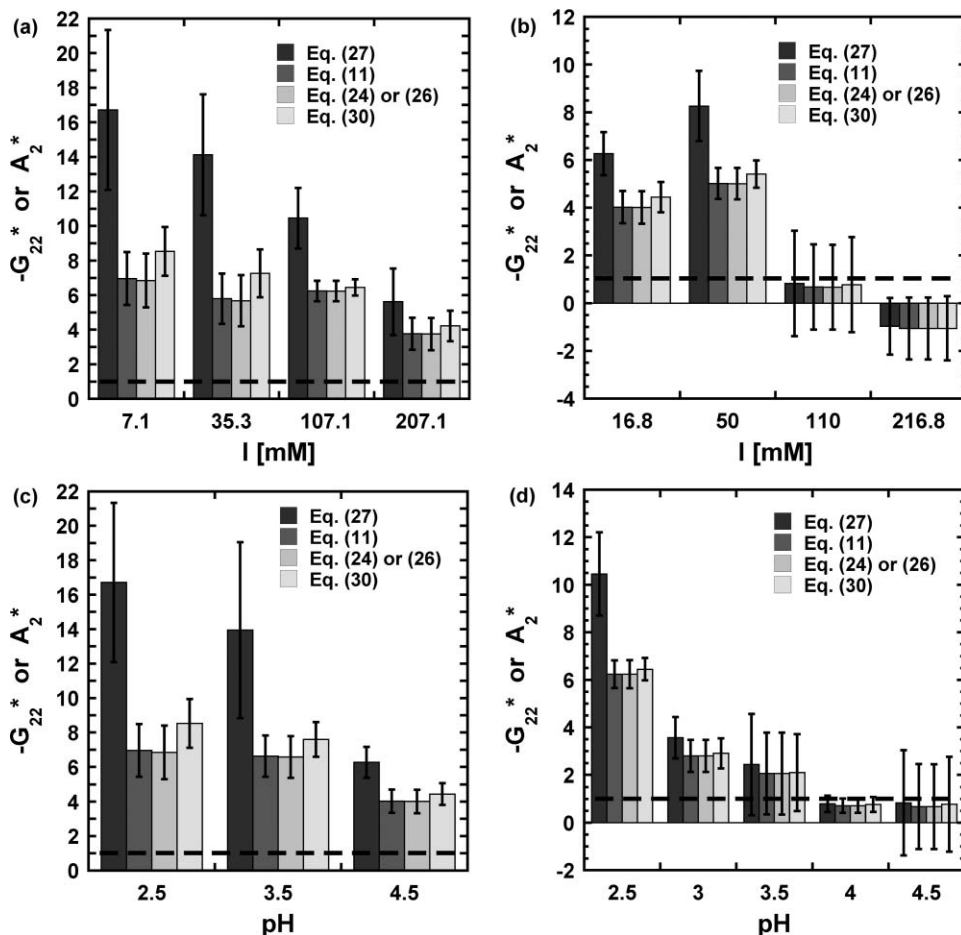 (a)
-G22* or A2*
22
20
18
16
14
12
10
8
6
4
2
0
Eq. (27)
Eq. (11)
Eq. (24) or (26)
Eq. (30)
7.1 35.3 107.1 207.1
I [mM]
(b)
-G22* or A2*
12
10
8
6
4
2
0
-2
-4
Eq. (27)
Eq. (11)
Eq. (24) or (26)
Eq. (30)
16.8 50 110 216.8
I [mM]
(c)
-G22* or A2*
22
20
18
16
14
12
10
8
6
4
2
0
Eq. (27)
Eq. (11)
Eq. (24) or (26)
Eq. (30)
2.5 3.5 4.5
pH
(d)
-G22* or A2*
14
12
10
8
6
4
2
0
-2
Eq. (27)
Eq. (11)
Eq. (24) or (26)
Eq. (30)
2.5 3 3.5 4 4.5
pH